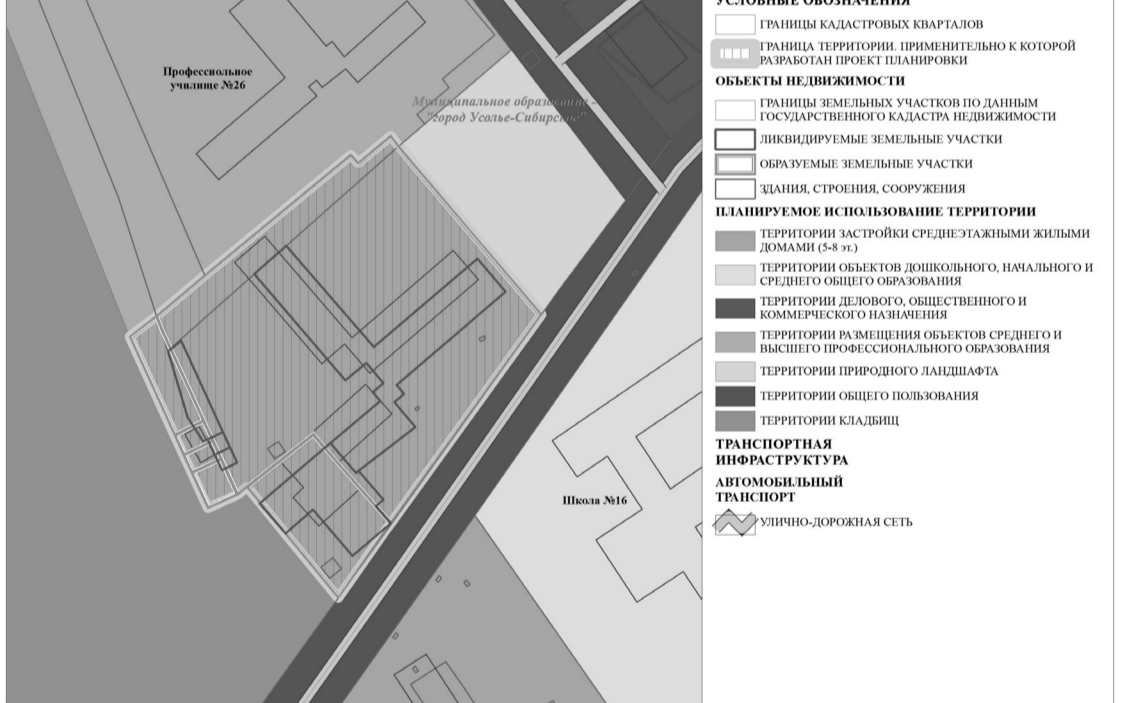 Профессиольное
училище №26
Муниципальное образование -
"город Усолье-Сибирское"
Школа №16
УСЛОВНЫЕ ОБОЗНАЧЕНИЯ
ГРАНИЦЫ КАДАСТРОВЫХ КВАРТАЛОВ
ГРАНИЦА ТЕРРИТОРИИ. ПРИМЕНИТЕЛЬНО К КОТОРОЙ
РАЗРАБОТАН ПРОЕКТ ПЛАНИРОВКИ
ОБЪЕКТЫ НЕДВИЖИМОСТИ
ГРАНИЦЫ ЗЕМЕЛЬНЫХ УЧАСТКОВ ПО ДАННЫМ
ГОСУДАРСТВЕННОГО КАДАСТРА НЕДВИЖИМОСТИ
ЛИКВИДИРУЕМЫЕ ЗЕМЕЛЬНЫЕ УЧАСТКИ
ОБРАЗУЕМЫЕ ЗЕМЕЛЬНЫЕ УЧАСТКИ
ЗДАНИЯ, СТРОЕНИЯ, СООРУЖЕНИЯ
ПЛАНИРУЕМОЕ ИСПОЛЬЗОВАНИЕ ТЕРРИТОРИИ
ТЕРРИТОРИИ ЗАСТРОЙКИ СРЕДНЕЭТАЖНЫМИ ЖИЛЫМИ
ДОМАМИ (5-8 эт.)
ТЕРРИТОРИИ ОБЪЕКТОВ ДОШКОЛЬНОГО, НАЧАЛЬНОГО И
СРЕДНЕГО ОБЩЕГО ОБРАЗОВАНИЯ
ТЕРРИТОРИИ ДЕЛОВОГО, ОБЩЕСТВЕННОГО И
КОММЕРЧЕСКОГО НАЗНАЧЕНИЯ
ТЕРРИТОРИИ РАЗМЕЩЕНИЯ ОБЪЕКТОВ СРЕДНЕГО И
ВЫСШЕГО ПРОФЕССИОНАЛЬНОГО ОБРАЗОВАНИЯ
ТЕРРИТОРИИ ПРИРОДНОГО ЛАНДШАФТА
ТЕРРИТОРИИ ОБЩЕГО ПОЛЬЗОВАНИЯ
ТЕРРИТОРИИ КЛАДБИЩ
ТРАНСПОРТНАЯ
ИНФРАСТРУКТУРА
АВТОМОБИЛЬНЫЙ
ТРАНСПОРТ
УЛИЧНО-ДОРОЖНАЯ СЕТЬ